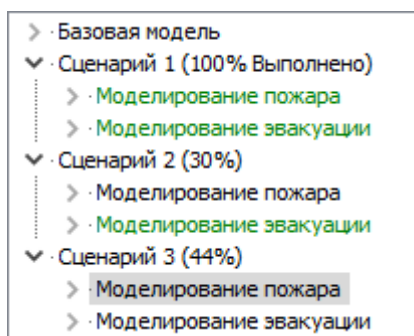 Базовая модель
Сценарий 1 (100% Выполнено)
Моделирование пожара
Моделирование эвакуации
Сценарий 2 (30%)
Моделирование пожара
Моделирование эвакуации
Сценарий 3 (44%)
Моделирование пожара
Моделирование эвакуации